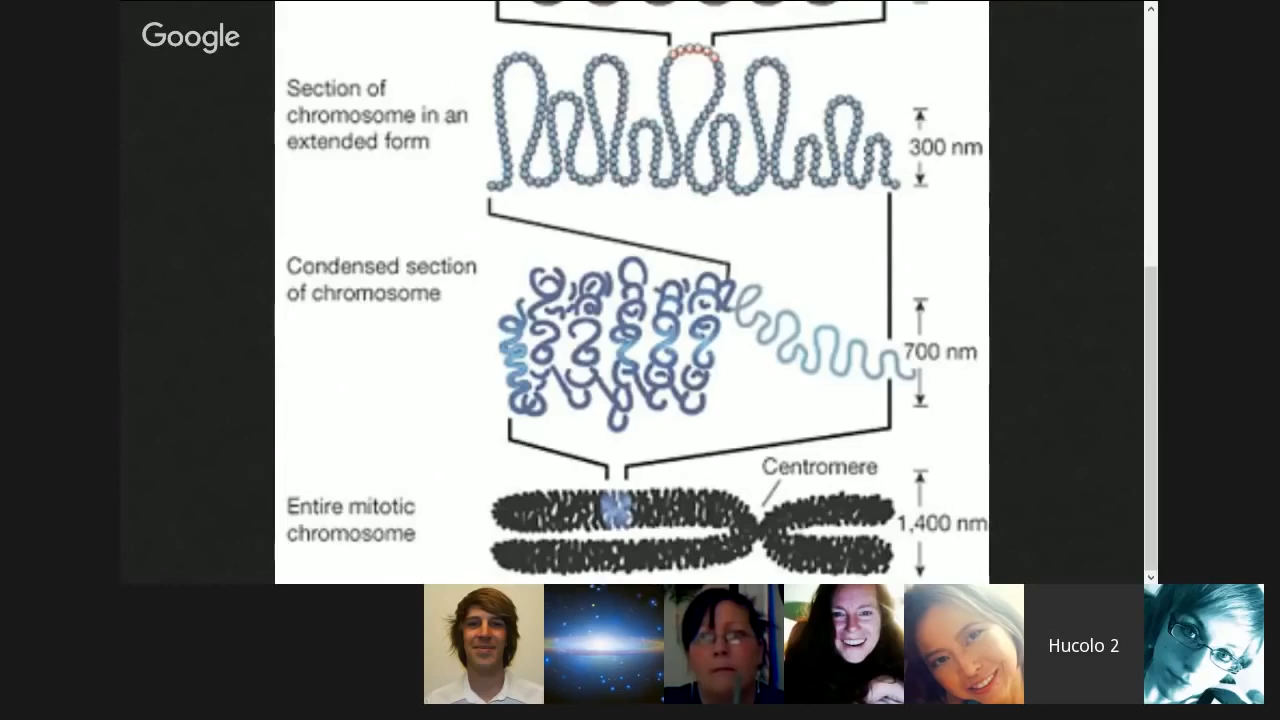 Google
Section of
chromosome in an
extended form
300 nm
Condensed section
of chromosome
700 nm
Centromere
Entire mitotic
chromosome
1,400 nm
Hucolo 2